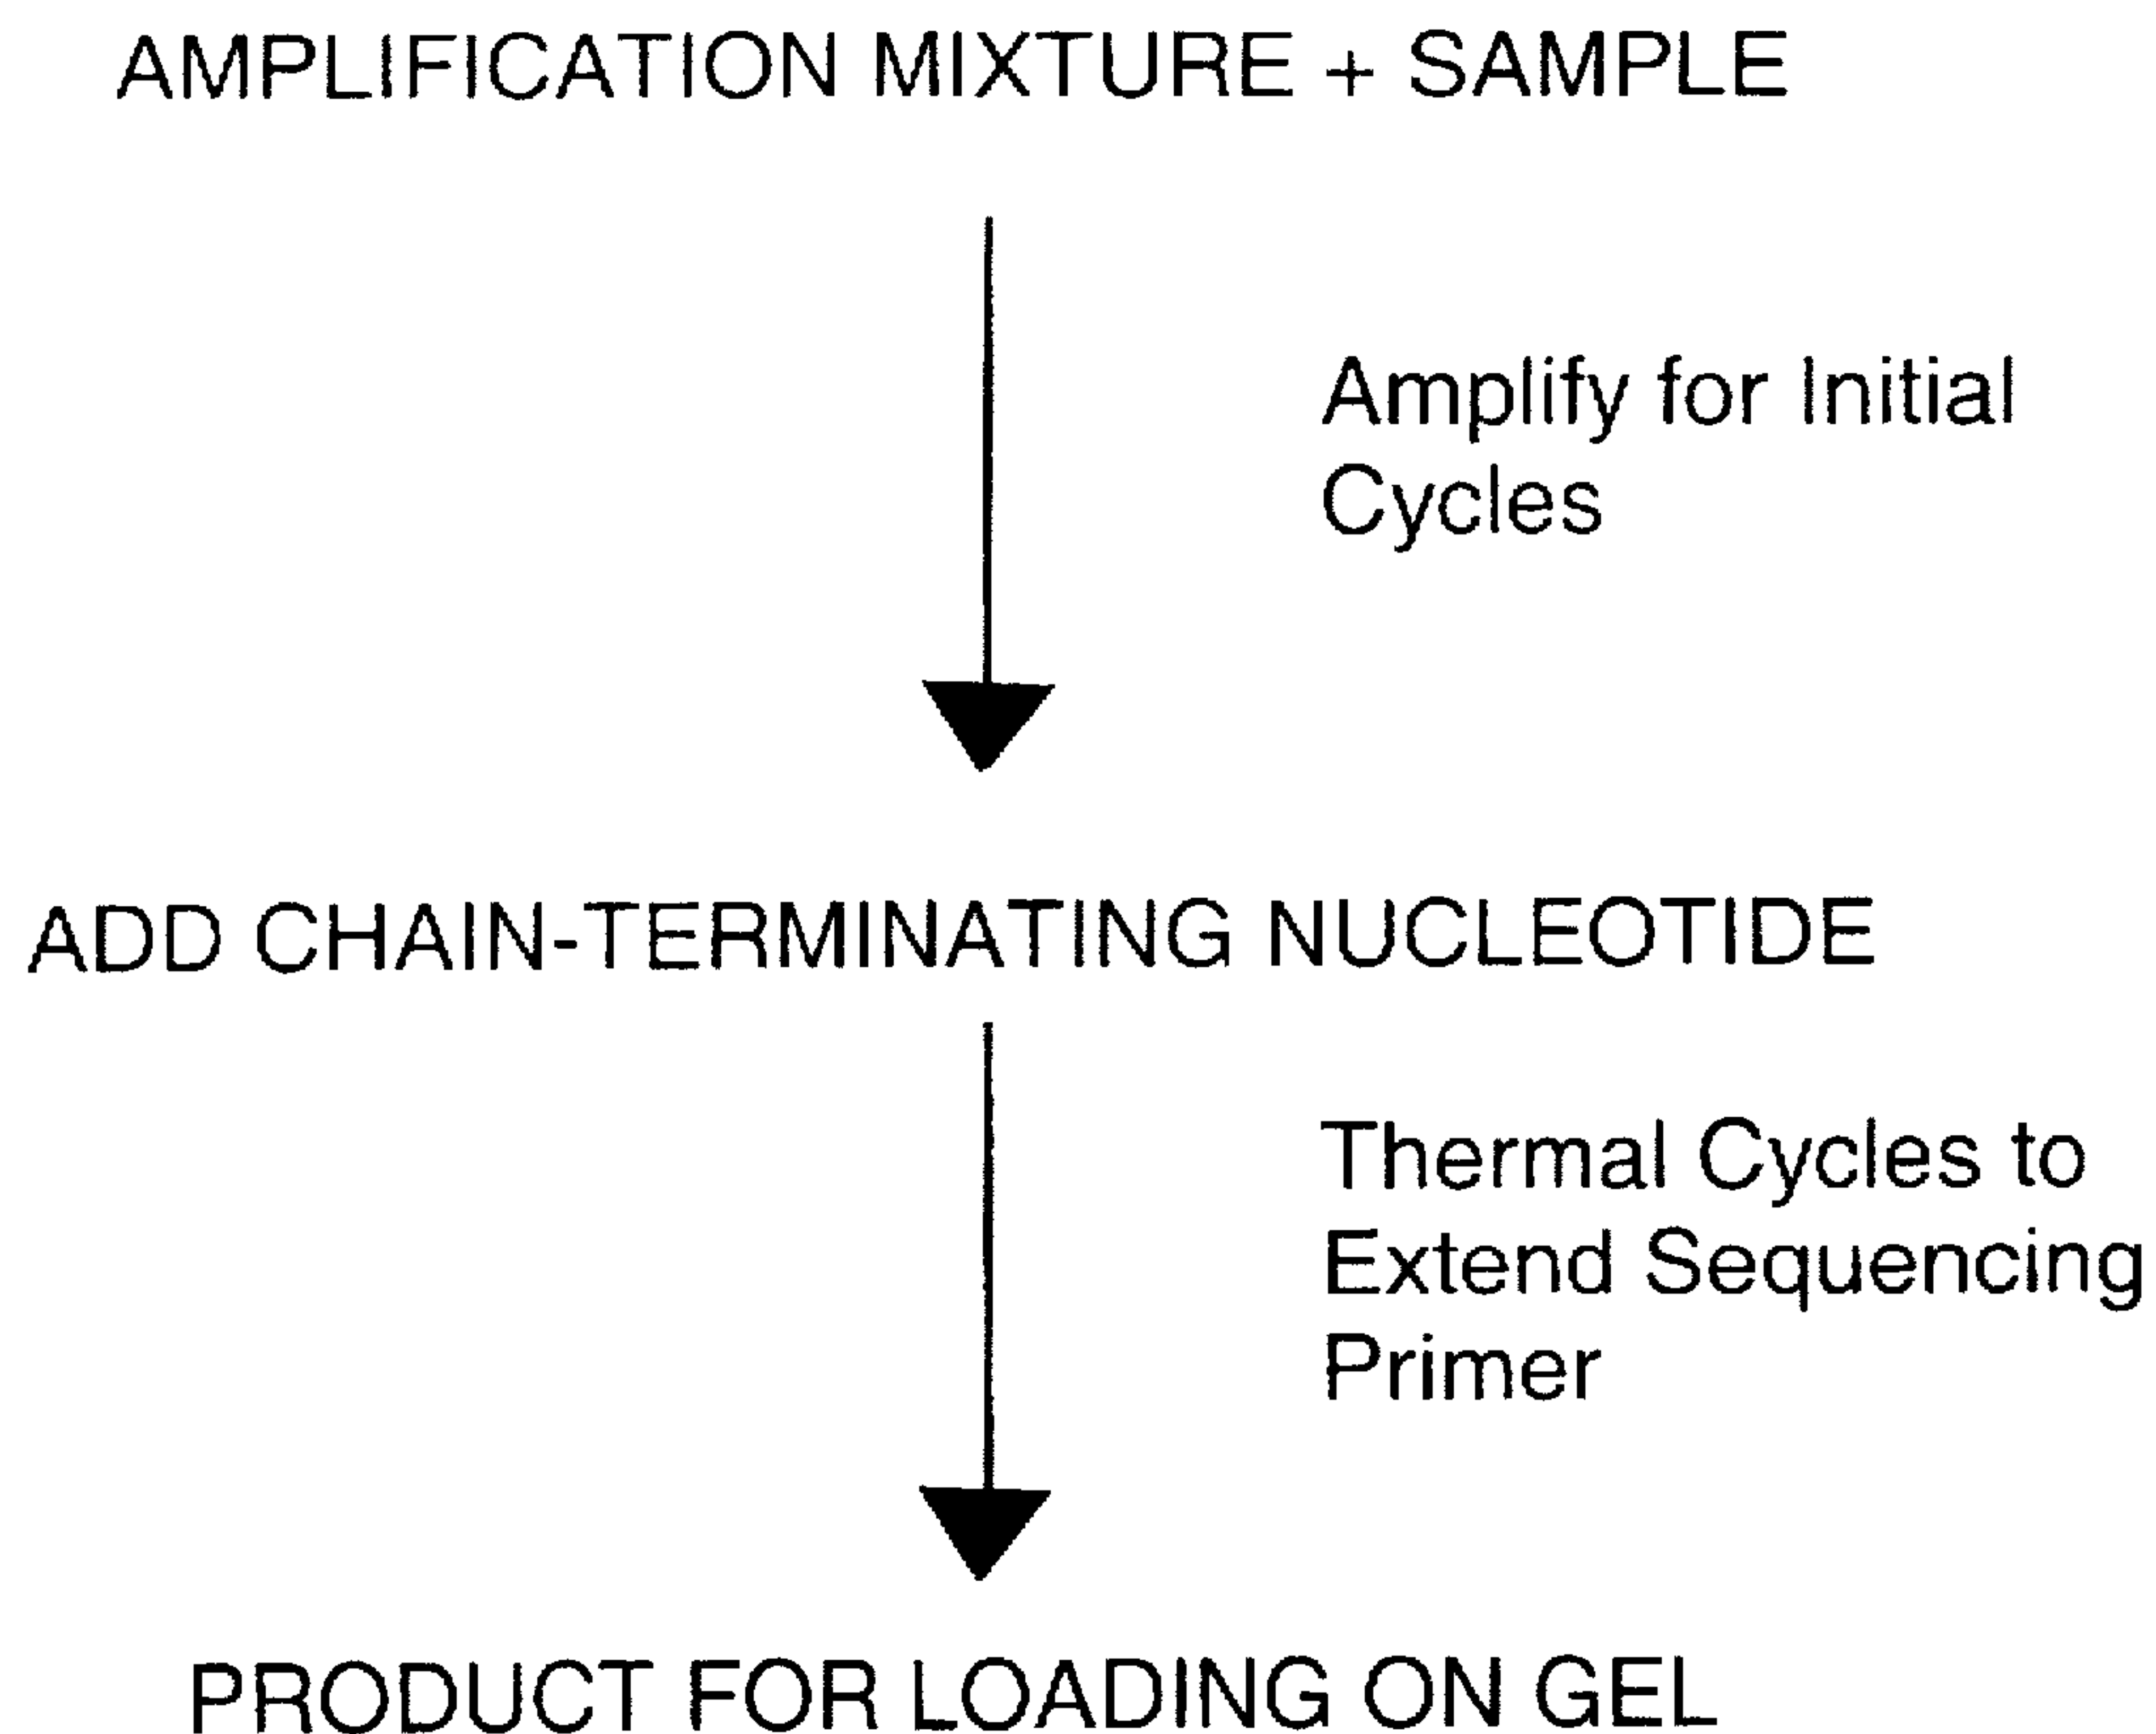 AMPLIFICATION MIXTURE + SAMPLE
Amplify for Initial
Cycles
ADD CHAIN-TERMINATING NUCLEOTIDE
Thermal Cycles to
Extend Sequencing
Primer
PRODUCT FOR LOADING ON GEL